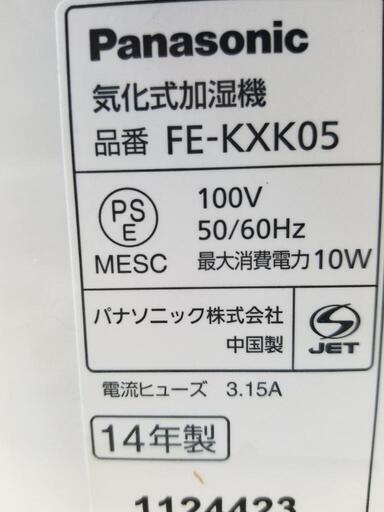 Panasonic
気化式加湿機
品番 FE-KXK05
PS
E
MESC
100V
50/60Hz
最大消費電力10W
パナソニック株式会社
中国製
S
JET
電流ヒューズ 3.15A
14年製
1124423